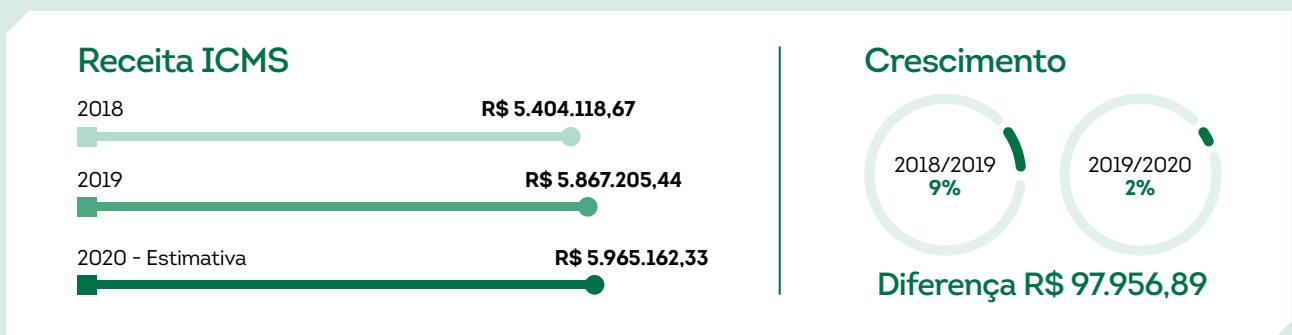 Receita ICMS
2018
R$ 5.404.118,67
2019
R$ 5.867.205,44
2020 - Estimativa
R$ 5.965.162,33
Crescimento
2018/2019
9%
2019/2020
2%
Diferença R$ 97.956,89